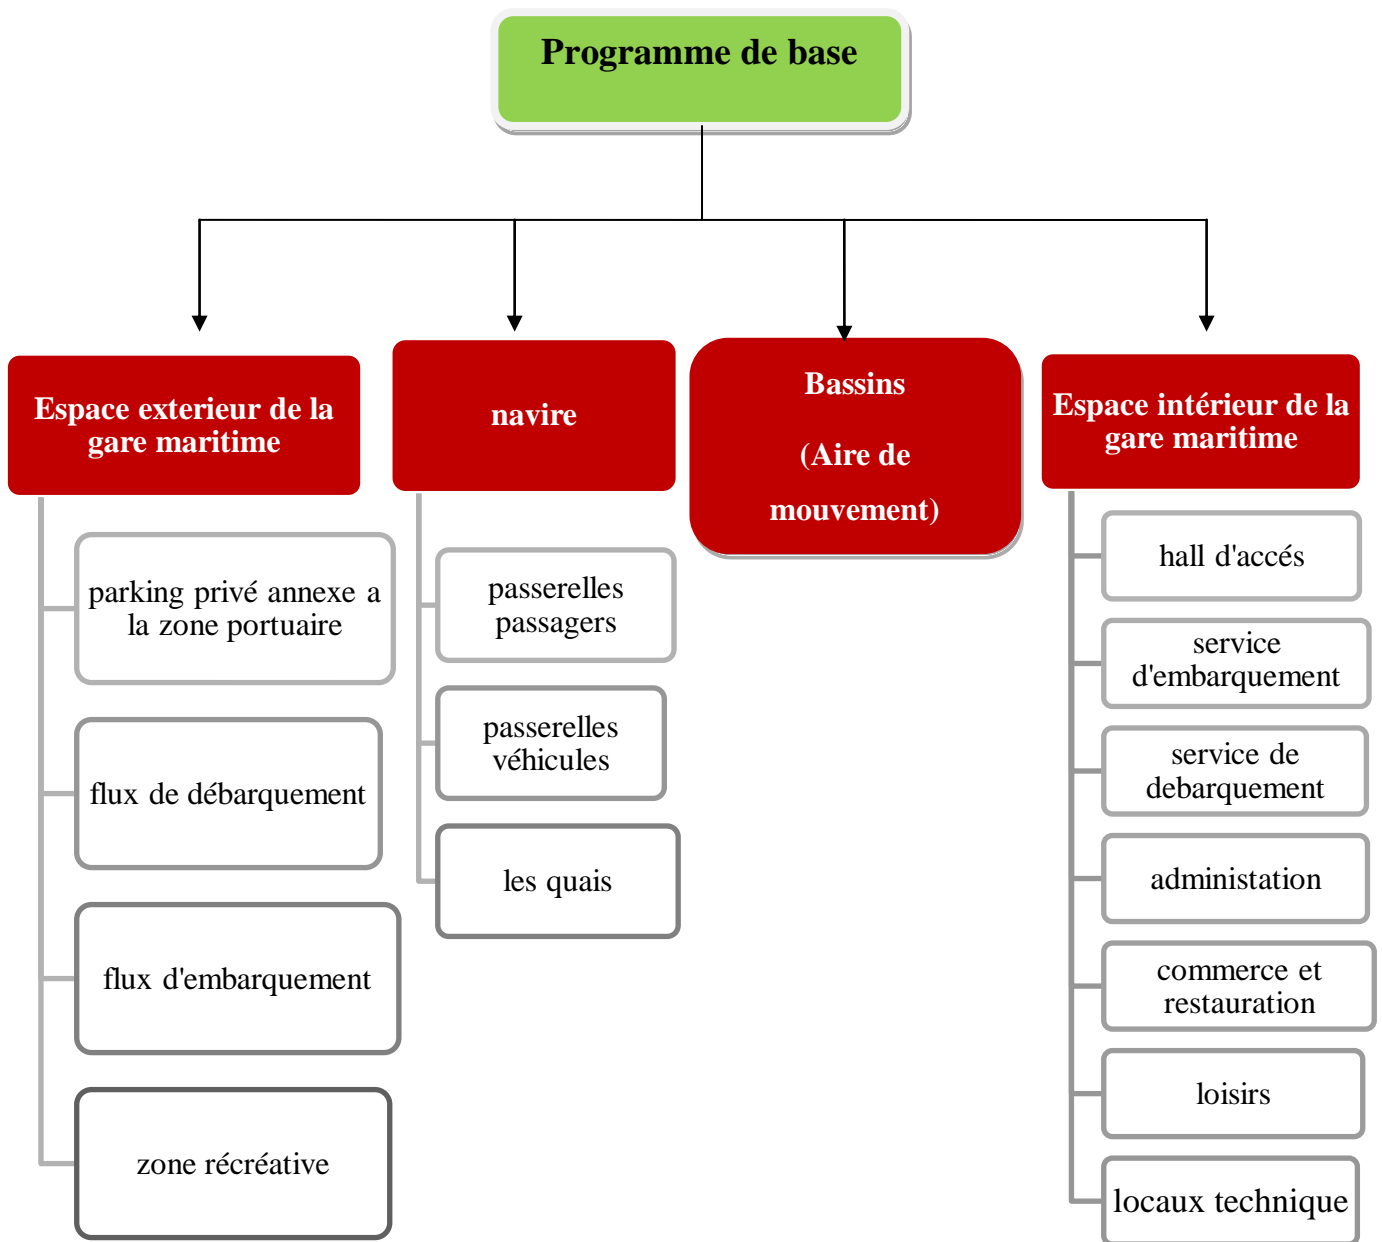 Programme de base
Espace exterieur de la
gare maritime
parking privé annexe a
la zone portuaire
flux de débarquement
flux d'embarquement
zone récréative
navire
passerelles
passagers
passerelles
véhicules
les quais
Bassins
(Aire de
mouvement)
Espace intérieur de la
gare maritime
hall d'accés
service
d'embarquement
service de
debarquement
administation
commerce et
restauration
loisirs
locaux technique